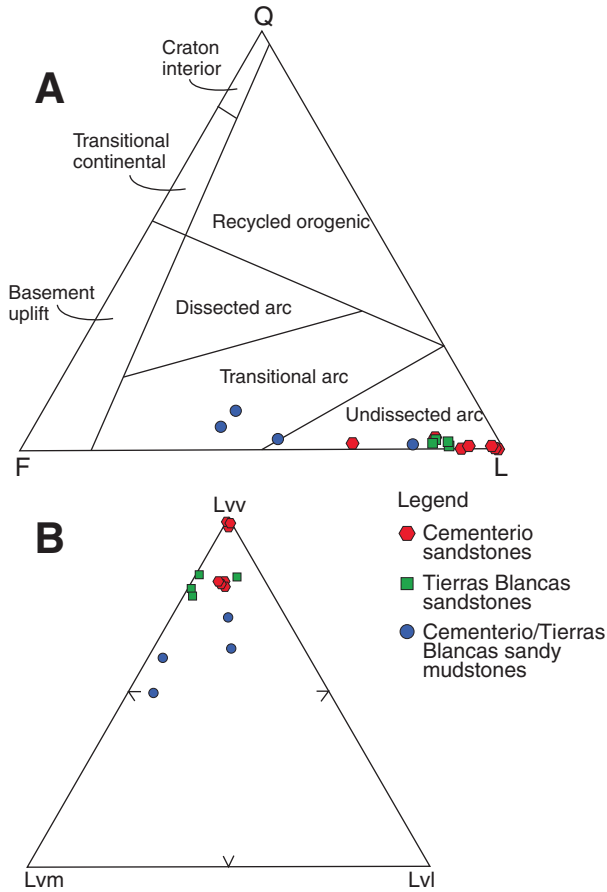 Q
Craton
interior
A
Transitional
continental
Recycled orogenic
Basement
uplift
Dissected arc
Transitional arc
Undissected arc
F
L
Legend
Lvv
B
Cementerio
sandstones
Tierras Blancas
sandstones
Cementerio/Tierras
Blancas sandy
mudstones
Lvm
Lvl